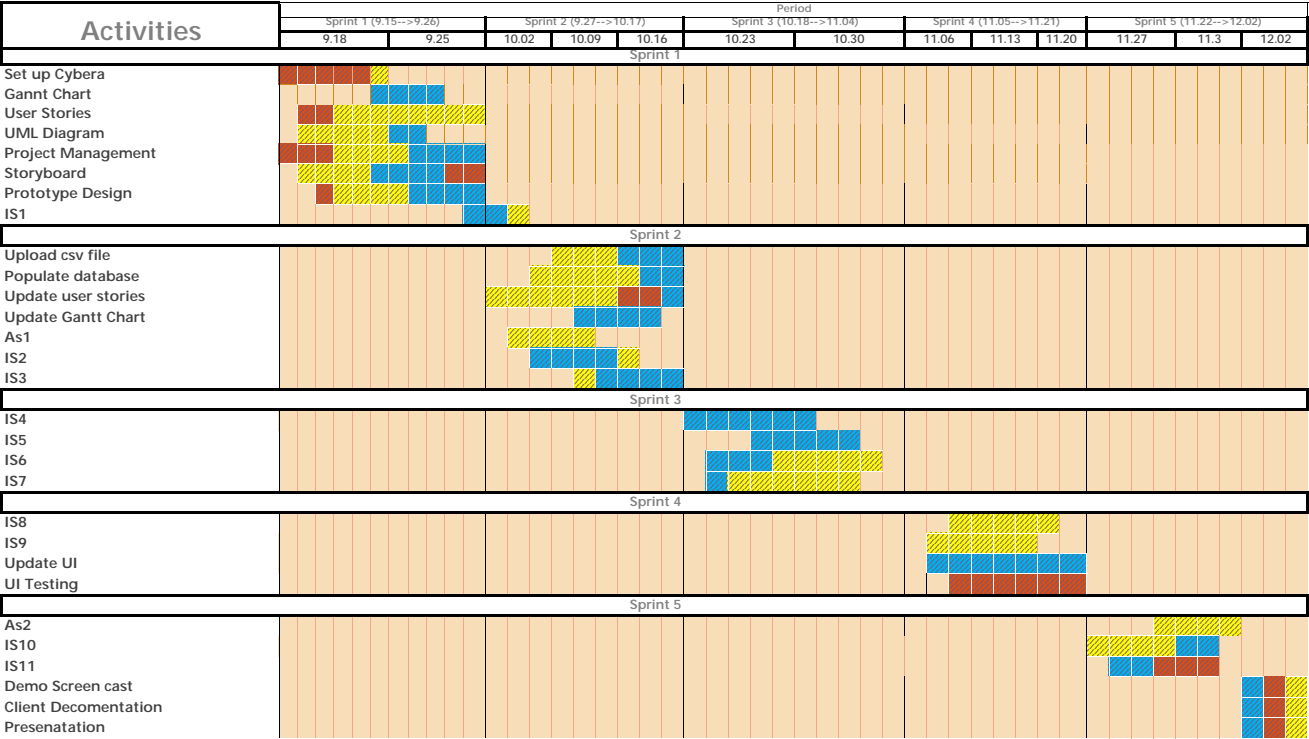 Period
Activities
Sprint 1 (9.15-->9.26) Sprint 2 (9.27-->10.17) Sprint 3 (10.18-->11.04) Sprint 4 (11.05-->11.21) Sprint 5 (11.22-->12.02)
9.18 9.25 10.02 10.09 10.16 10.23 10.30 11.06 11.13 11.20 11.27 11.3 12.02
Sprint 1
Set up Cybera
Gannt Chart
User Stories
UML Diagram
Project Management
Storyboard
Prototype Design
IS1
Sprint 2
Upload csv file
Populate database
Update user stories
Update Gantt Chart
As1
IS2
IS3
Sprint 3
IS4
IS5
IS6
IS7
Sprint 4
IS8
IS9
Update UI
UI Testing
Sprint 5
As2
IS10
IS11
Demo Screen cast
Client Decomentation
Presenatation